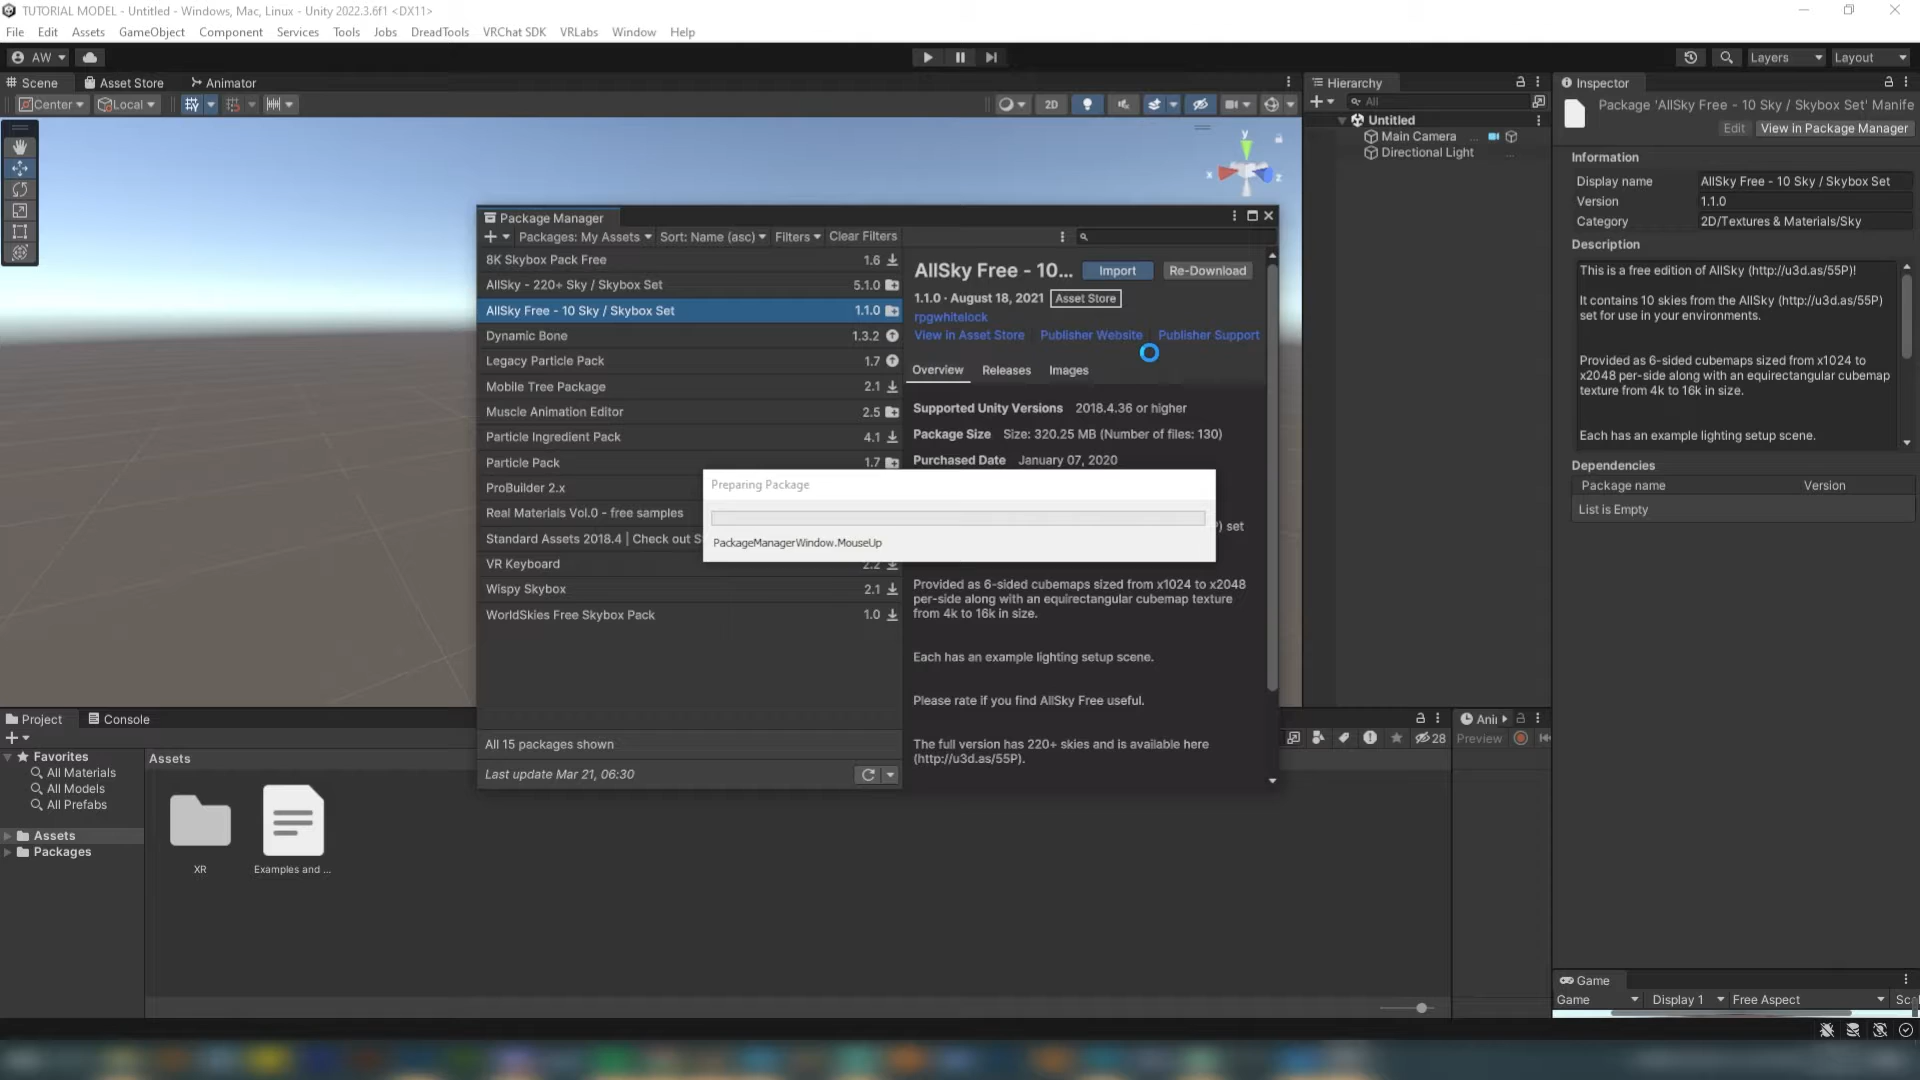 TUTORIAL MODEL - Untitled - Windows, Mac, Linux - Unity 2022.3.6f1 <DX11>
File Edit Assets GameObject Component Services Tools Jobs DreadTools VRChat SDK VRLabs Window Help
AW
Layers
Layout
Scene
Asset Store
Animator
Center
Local
2D
y
x
z
Hierarchy
All
Untitled
Main Camera
Directional Light
Inspector
Package 'AllSky Free - 10 Sky / Skybox Set' Manife
Edit
View in Package Manager
Information
Display name AllSky Free - 10 Sky / Skybox Set
Version 1.1.0
Category 2D/Textures & Materials/Sky
Description
This is a free edition of AllSky (http://u3d.as/55P)!
It contains 10 skies from the AllSky (http://u3d.as/55P)
set for use in your environments.
Provided as 6-sided cubemaps sized from x1024 to
x2048 per-side along with an equirectangular cubemap
texture from 4k to 16k in size.
Each has an example lighting setup scene.
Dependencies
Package name Version
List is Empty
Package Manager
Packages: My Assets
Sort: Name (asc)
Filters
Clear Filters
8K Skybox Pack Free 1.6
AllSky - 220+ Sky / Skybox Set 5.1.0
AllSky Free - 10 Sky / Skybox Set 1.1.0
Dynamic Bone 1.3.2
Legacy Particle Pack 1.7
Mobile Tree Package 2.1
Muscle Animation Editor 2.5
Particle Ingredient Pack 4.1
Particle Pack 1.7
ProBuilder 2.x
Real Materials Vol.0 - free samples
Standard Assets 2018.4 | Check out S
VR Keyboard 2.2
Wispy Skybox 2.1
WorldSkies Free Skybox Pack 1.0
All 15 packages shown
Last update Mar 21, 06:30
AllSky Free - 10...
Import
Re-Download
1.1.0 · August 18, 2021 Asset Store
rpgwhitelock
View in Asset Store Publisher Website Publisher Support
Overview Releases Images
Supported Unity Versions 2018.4.36 or higher
Package Size Size: 320.25 MB (Number of files: 130)
Purchased Date January 07, 2020
Preparing Package
PackageManagerWindow.MouseUp
) set
Provided as 6-sided cubemaps sized from x1024 to x2048
per-side along with an equirectangular cubemap texture
from 4k to 16k in size.
Each has an example lighting setup scene.
Please rate if you find AllSky Free useful.
The full version has 220+ skies and is available here
(http://u3d.as/55P).
Project
Console
Favorites
All Materials
All Models
All Prefabs
Assets
Packages
Assets
XR
Examples and ...
28
Ani
Preview
Game
Game
Display 1
Free Aspect
Sc